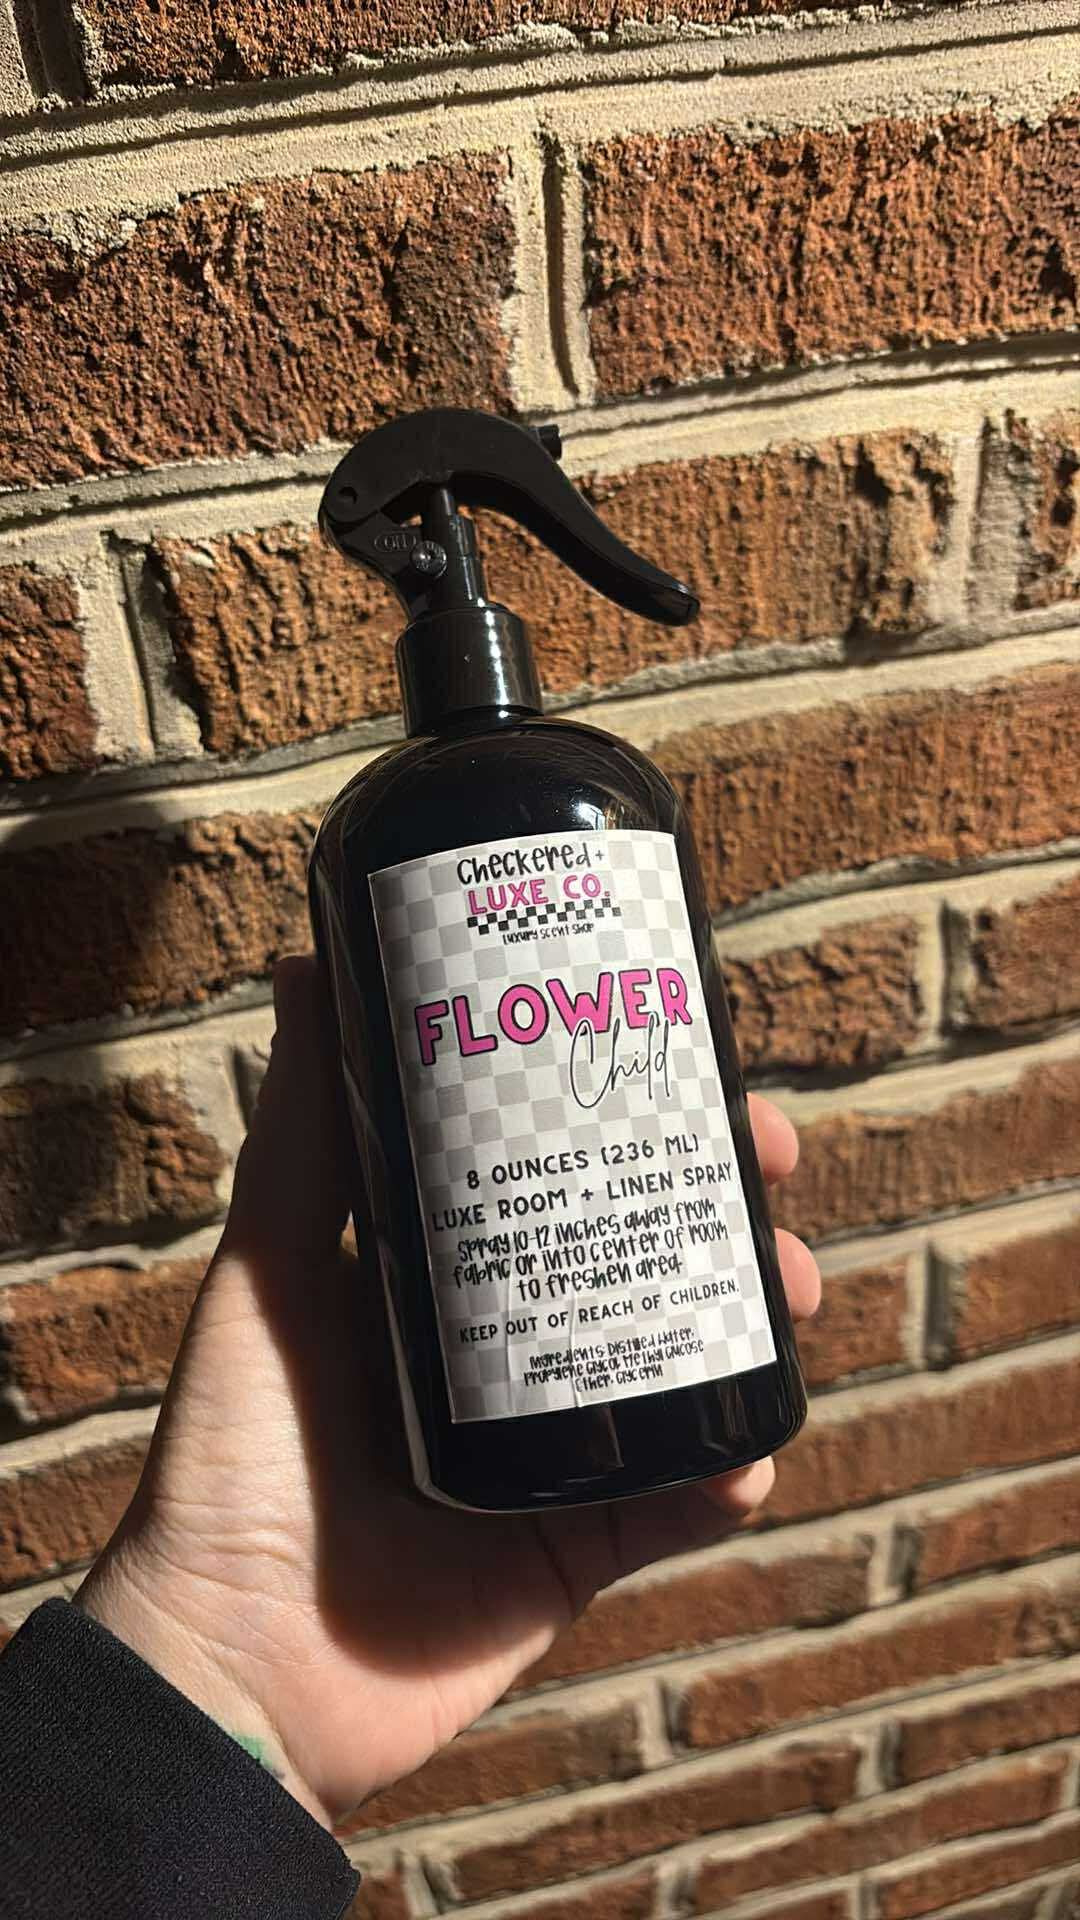 Checkered +
LUXE CO.
Luxury Scent Shop
FLOWER
Child
8 OUNCES (236 ML)
LUXE ROOM + LINEN SPRAY
Spray 10-12 inches away from
fabric or into center of room
to freshen area.
KEEP OUT OF REACH OF CHILDREN.
Ingredients: Distilled Water,
Propylene Glycol, Methyl Glucose
Ether, Glycerin